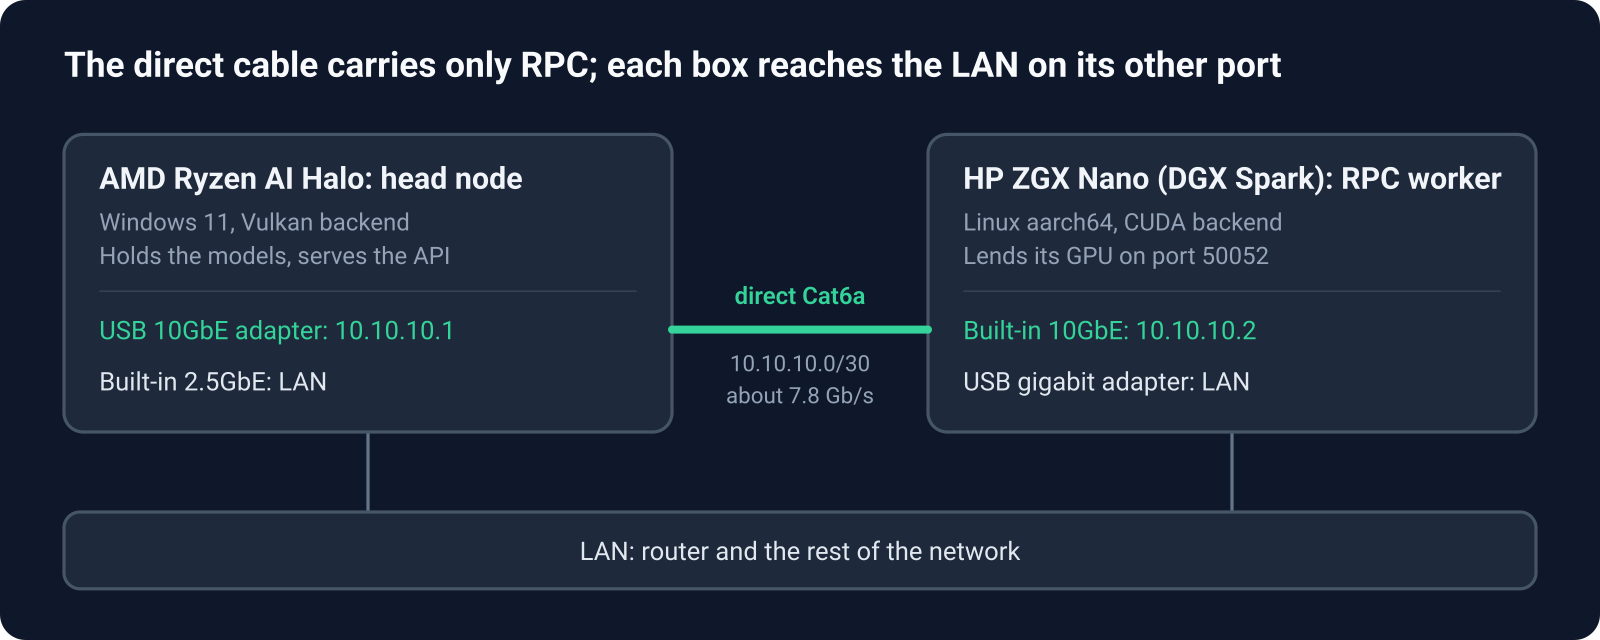 The direct cable carries only RPC; each box reaches the LAN on its other port
AMD Ryzen AI Halo: head node
Windows 11, Vulkan backend
Holds the models, serves the API
USB 10GbE adapter: 10.10.10.1
Built-in 2.5GbE: LAN
direct Cat6a
10.10.10.0/30
about 7.8 Gb/s
HP ZGX Nano (DGX Spark): RPC worker
Linux aarch64, CUDA backend
Lends its GPU on port 50052
Built-in 10GbE: 10.10.10.2
USB gigabit adapter: LAN
LAN: router and the rest of the network